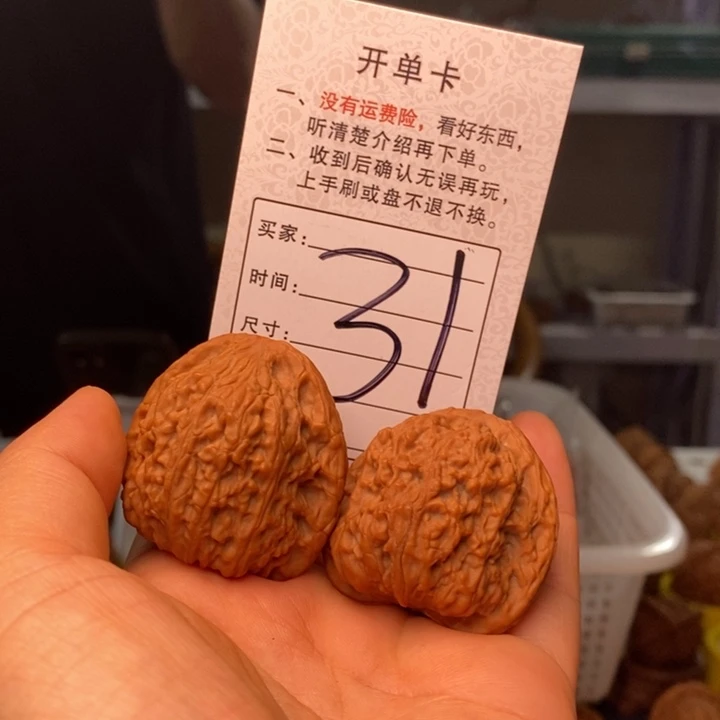 开单卡
一、没有运费险，看好东西，
听清楚介绍再下单。
二、收到后确认无误再玩，
上手刷或盘不退不换。
买家：
时间：
尺寸：
31